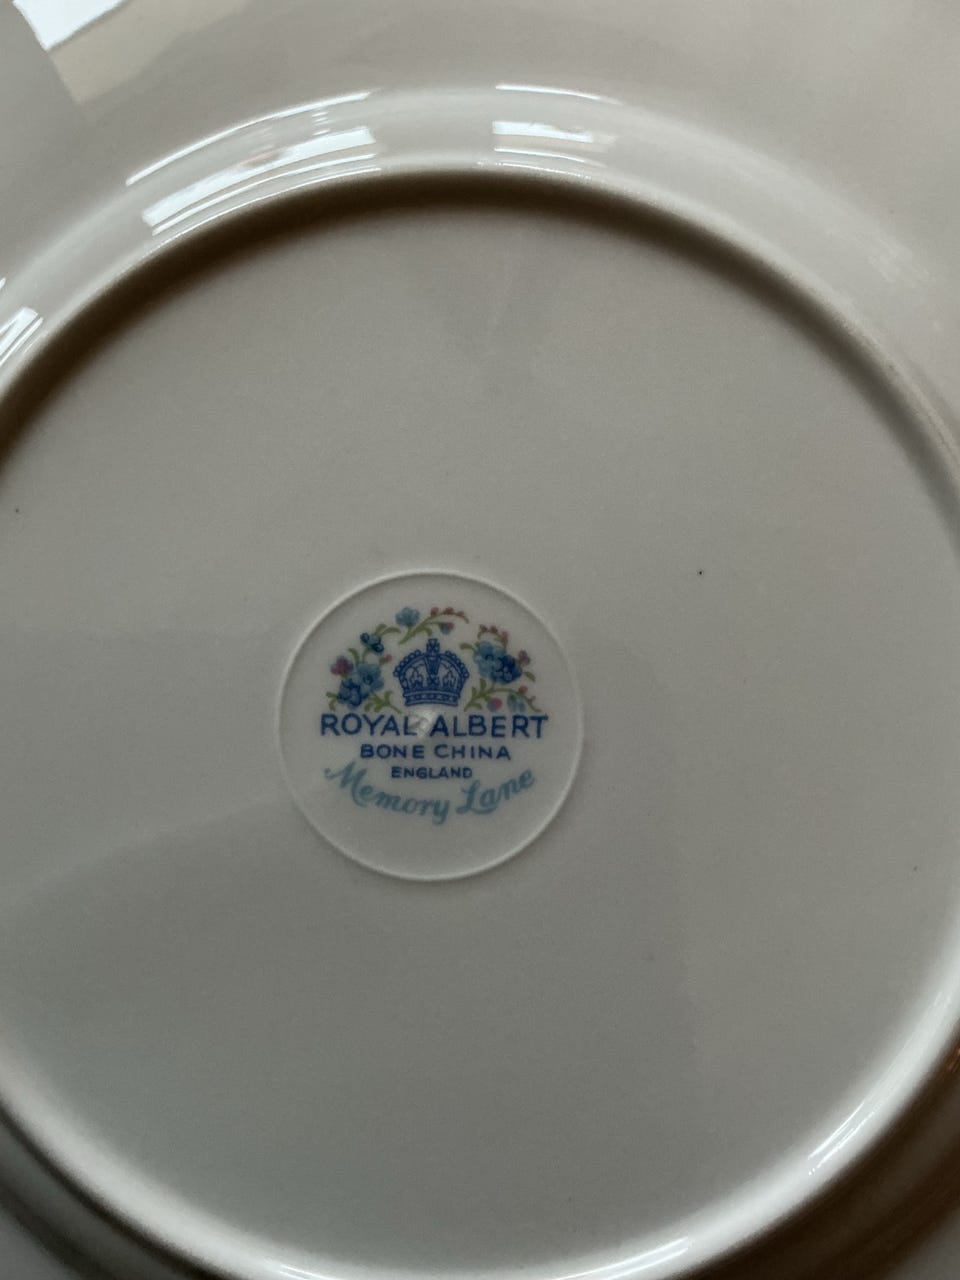 ROYAL ALBERT
BONE CHINA
ENGLAND
Memory Lane